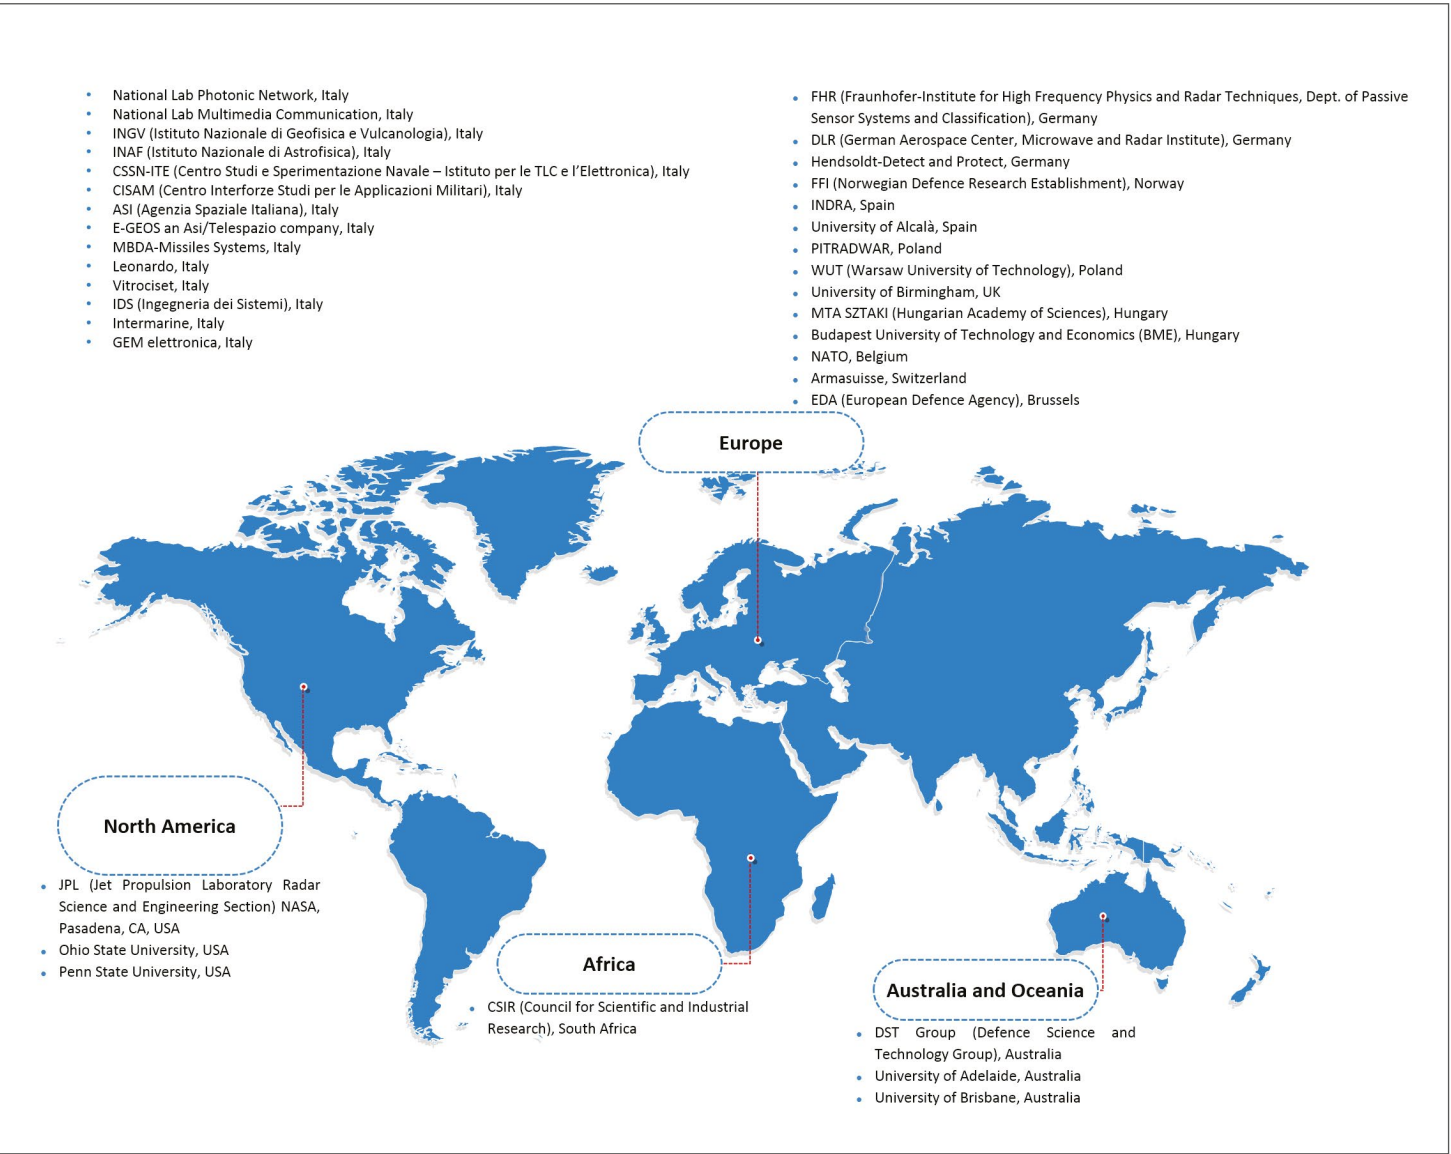 • National Lab Photonic Network, Italy
• National Lab Multimedia Communication, Italy
• INGV (Istituto Nazionale di Geofisica e Vulcanologia), Italy
• INAF (Istituto Nazionale di Astrofisica), Italy
• CSSN-ITE (Centro Studi e Sperimentazione Navale – Istituto per le TLC e l’Elettronica), Italy
• CISAM (Centro Interforze Studi per le Applicazioni Militari), Italy
• ASI (Agenzia Spaziale Italiana), Italy
• E-GEOS an Asi/Telespazio company, Italy
• MBDA-Missiles Systems, Italy
• Leonardo, Italy
• Vitrociset, Italy
• IDS (Ingegneria dei Sistemi), Italy
• Intermarine, Italy
• GEM elettronica, Italy
• FHR (Fraunhofer-Institute for High Frequency Physics and Radar Techniques, Dept. of Passive
Sensor Systems and Classification), Germany
• DLR (German Aerospace Center, Microwave and Radar Institute), Germany
• Hendsoldt-Detect and Protect, Germany
• FFI (Norwegian Defence Research Establishment), Norway
• INDRA, Spain
• University of Alcalà, Spain
• PITRADWAR, Poland
• WUT (Warsaw University of Technology), Poland
• University of Birmingham, UK
• MTA SZTAKI (Hungarian Academy of Sciences), Hungary
• Budapest University of Technology and Economics (BME), Hungary
• NATO, Belgium
• Armasuisse, Switzerland
• EDA (European Defence Agency), Brussels
Europe
North America
• JPL (Jet Propulsion Laboratory Radar
Science and Engineering Section) NASA,
Pasadena, CA, USA
• Ohio State University, USA
• Penn State University, USA
Africa
• CSIR (Council for Scientific and Industrial
Research), South Africa
Australia and Oceania
• DST Group (Defence Science and
Technology Group), Australia
• University of Adelaide, Australia
• University of Brisbane, Australia